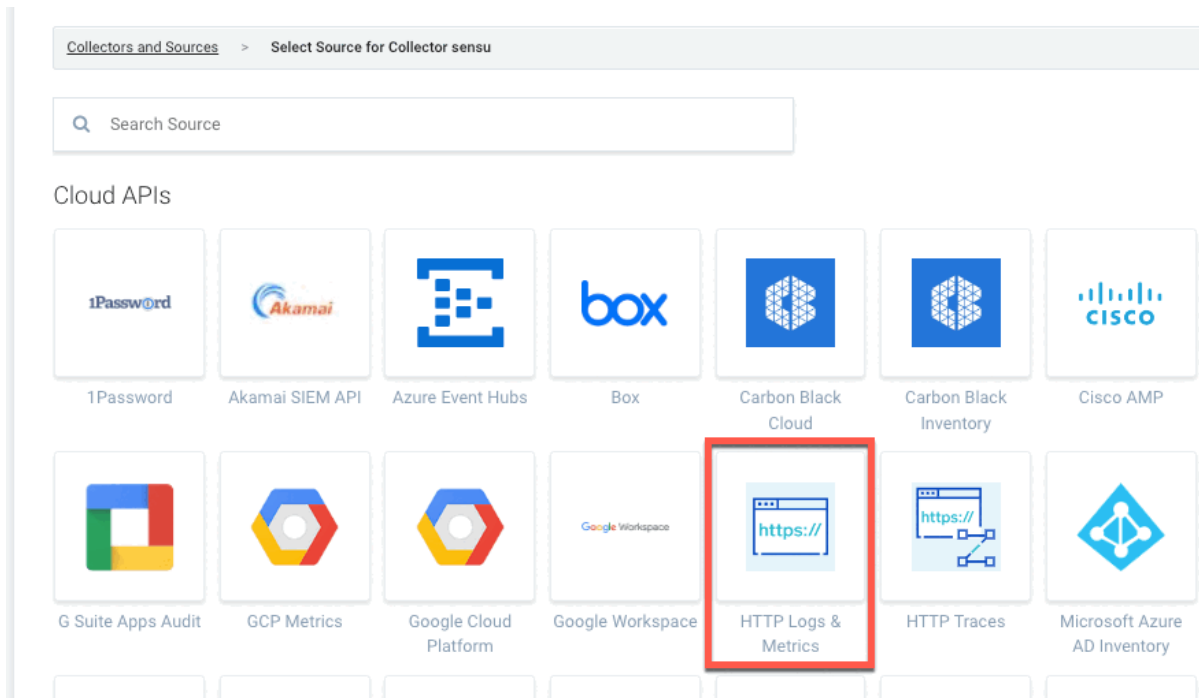 Collectors and Sources > Select Source for Collector sensu
Search Source
Cloud APIs
1Password
Akamai
box
CISCO
1Password
Akamai SIEM API
Azure Event Hubs
Box
Carbon Black
Cloud
Carbon Black
Inventory
Cisco AMP
Google Workspace
https://
https://
G Suite Apps Audit
GCP Metrics
Google Cloud
Platform
Google Workspace
HTTP Logs &
Metrics
HTTP Traces
Microsoft Azure
AD Inventory